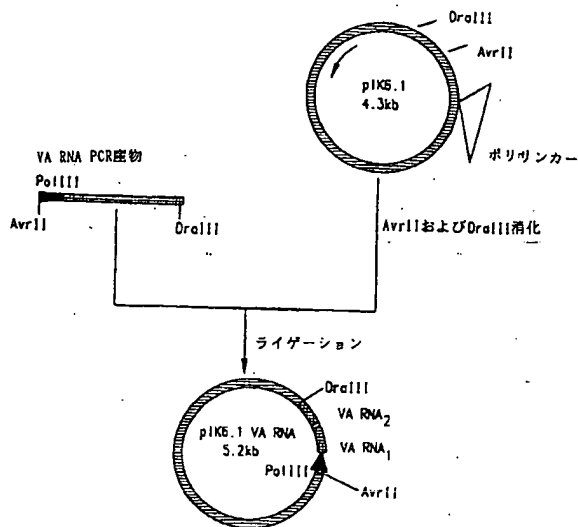 DraIII
AvrII
pIK6.1
4.3kb
ポリリンカー
VA RNA PCR産物
PolIII
AvrII
DraIII
AvrIIおよびDraIII消化
ライゲーション
DraIII
VA RNA2
pIK6.1 VA RNA
5.2kb
VA RNA1
PolIII
AvrII